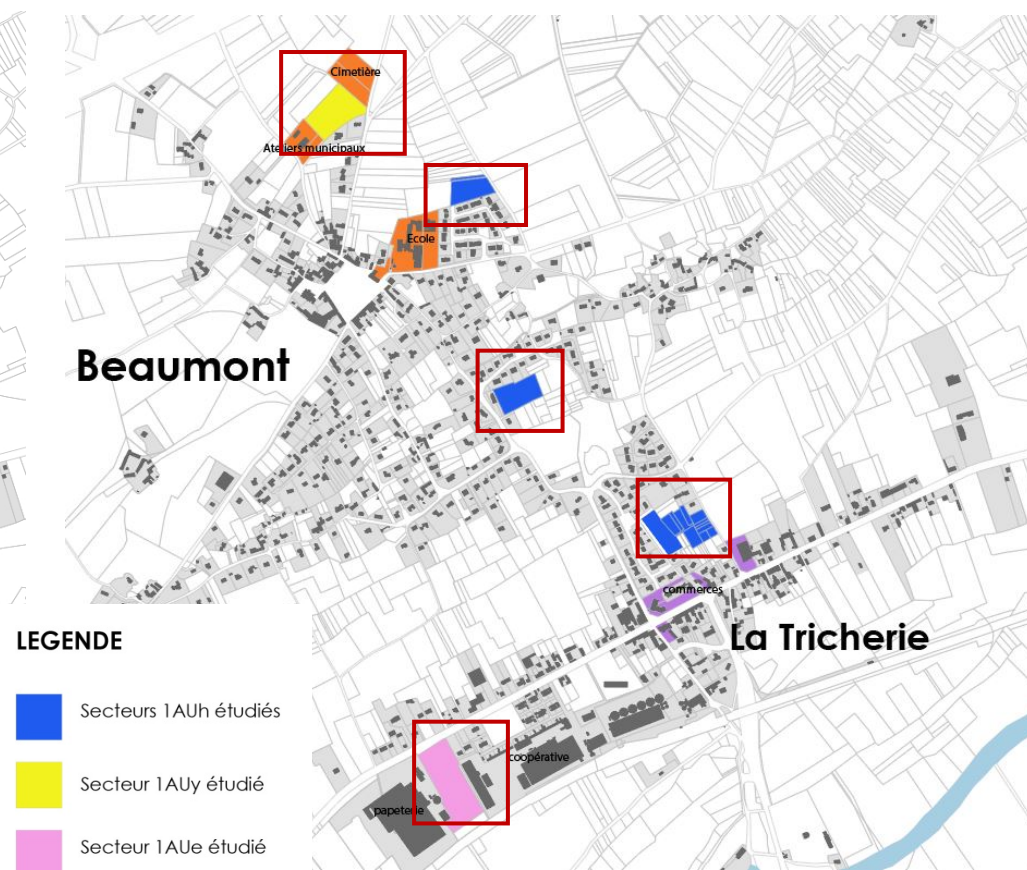 Cimetière
Ateliers municipaux
Ecole
Beaumont
commerces
La Tricherie
coopérative
papeterie
LEGENDE
Secteurs 1AUh étudiés
Secteur 1AUy étudié
Secteur 1AUe étudié